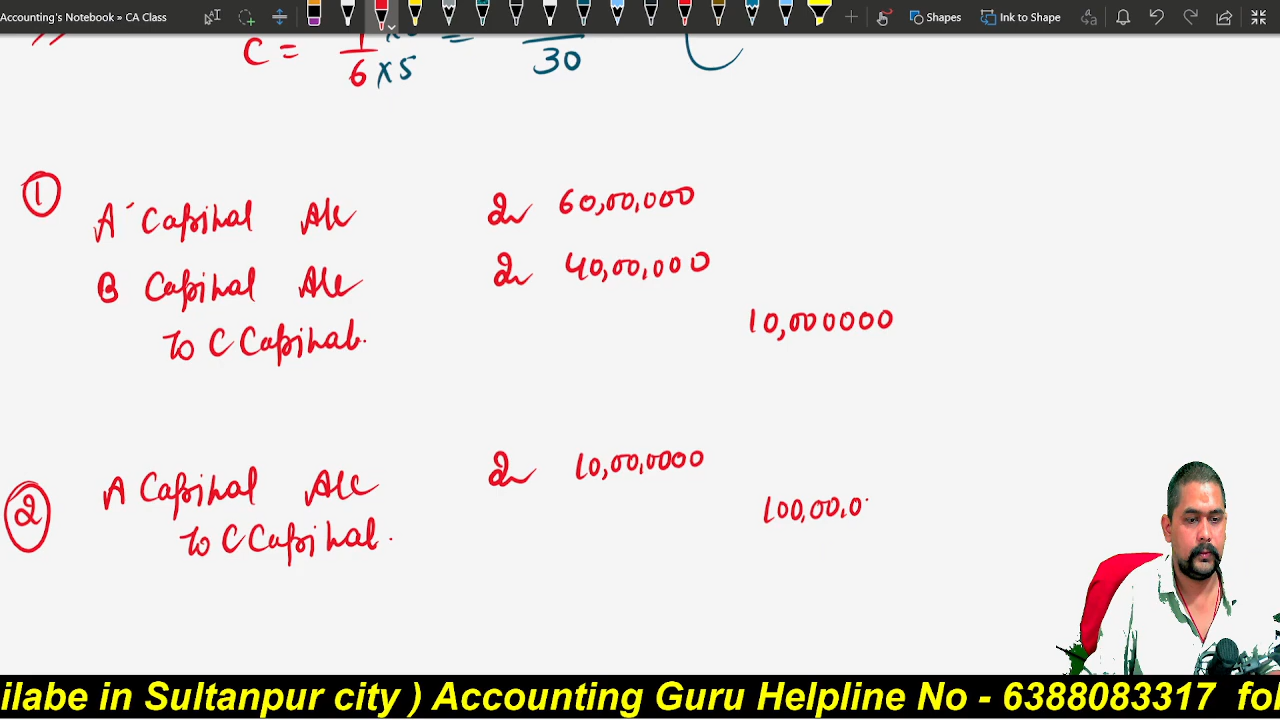 Accounting's Notebook » CA Class
Shapes
Ink to Shape
C = 1/6 x5 = /30
①
A Capital A/c Dr 60,00,000
B Capital A/c Dr 40,00,000
To C Capital. 10,000000
②
A Capital A/c Dr 10,00,0000
To C Capital. 100,00,0
ilabe in Sultanpur city ) Accounting Guru Helpline No - 6388083317 fol